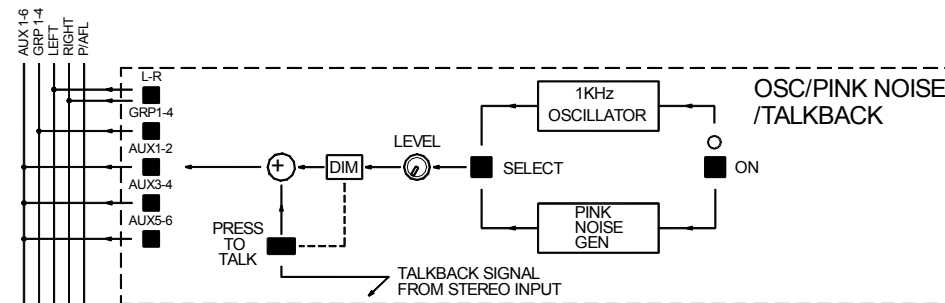 AUX 1-6
GRP 1-4
LEFT
RIGHT
P/AFL
L-R
GRP1-4
AUX1-2
AUX3-4
AUX5-6
PRESS
TO
TALK
+
DIM
LEVEL
SELECT
1KHz
OSCILLATOR
PINK
NOISE
GEN
ON
OSC/PINK NOISE
/TALKBACK
TALKBACK SIGNAL
FROM STEREO INPUT